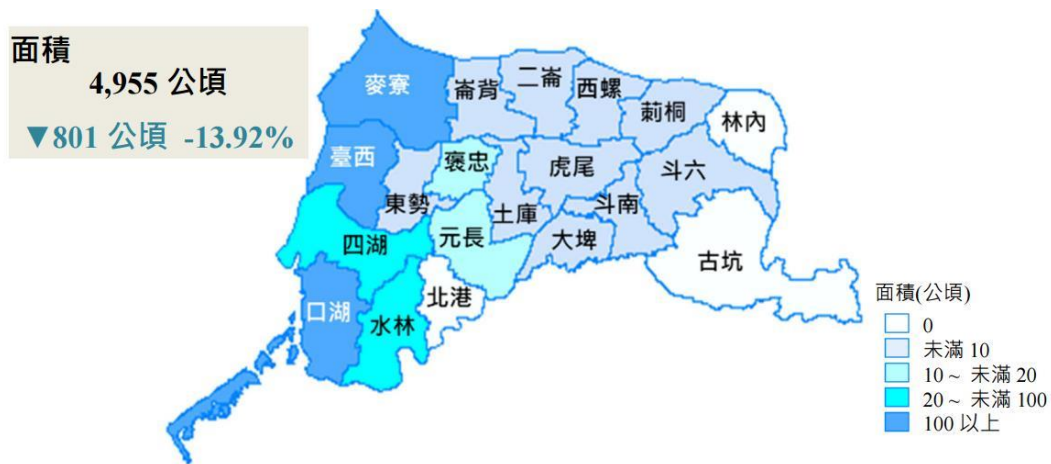 面積
4,955 公頃
▼801 公頃 -13.92%
麥寮
崙背
二崙
西螺
莿桐
林內
臺西
東勢
褒忠
虎尾
斗六
土庫
斗南
四湖
元長
大埤
古坑
口湖
水林
北港
面積(公頃)
0
未滿 10
10 ~ 未滿 20
20 ~ 未滿 100
100 以上